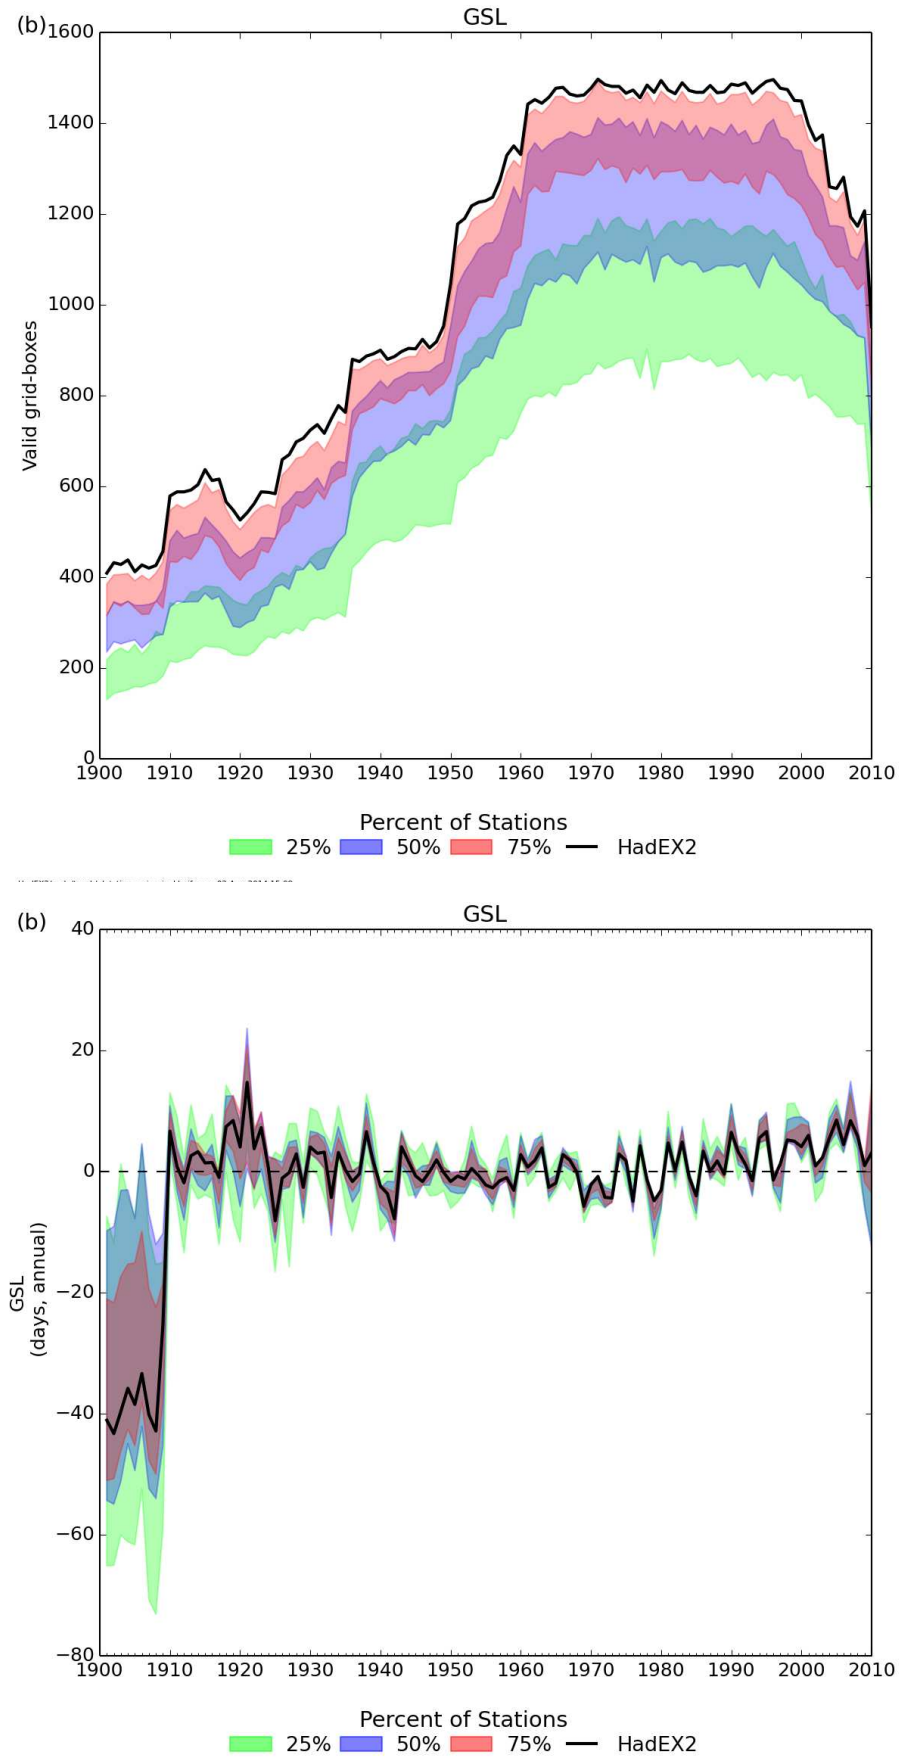 (b)
GSL
1600
1400
1200
1000
800
600
400
200
0
Valid grid-boxes
1900 1910 1920 1930 1940 1950 1960 1970 1980 1990 2000 2010
Percent of Stations
25% 50% 75% HadEX2
(b)
GSL
40
20
0
−20
−40
−60
−80
GSL
(days, annual)
1900 1910 1920 1930 1940 1950 1960 1970 1980 1990 2000 2010
Percent of Stations
25% 50% 75% HadEX2